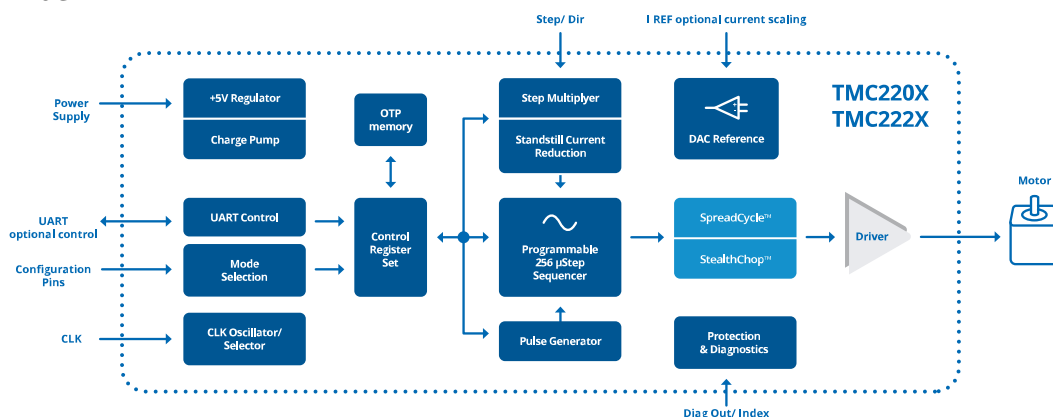 Step/ Dir
I REF optional current scaling
Power
Supply
+5V Regulator
Charge Pump
OTP
memory
Step Multiplyer
Standstill Current
Reduction
DAC Reference
TMC220X
TMC222X
UART
optional control
UART Control
Configuration
Pins
Mode
Selection
Control
Register
Set
Programmable
256 µStep
Sequencer
SpreadCycle™
StealthChop™
Driver
Motor
CLK
CLK Oscillator/
Selector
Pulse Generator
Protection
& Diagnostics
Diag Out/ Index